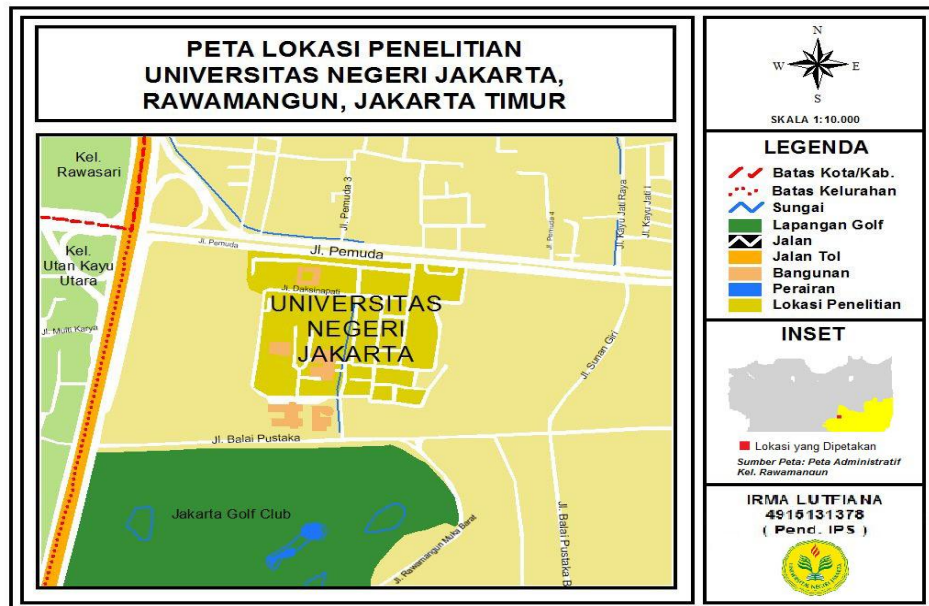 PETA LOKASI PENELITIAN
UNIVERSITAS NEGERI JAKARTA,
RAWAMANGUN, JAKARTA TIMUR
Kel.
Rawasari
Kel.
Utan Kayu
Utara
Jl. Multi Karya
Jl. Pemuda
Jl. Pemuda
Jl. Pemuda 3
Jl. Pemuda 4
Jl. Kayu Jati Raya
Jl. Kayu Jati I
Jl. Daksinapati
UNIVERSITAS
NEGERI
JAKARTA
Jl. Sunan Giri
Jl. Balai Pustaka
Jakarta Golf Club
Jl. Rawamangun Muka Barat
Jl. Balai Pustaka B
N
W
E
S
SKALA 1:10.000
LEGENDA
Batas Kota/Kab.
Batas Kelurahan
Sungai
Lapangan Golf
Jalan
Jalan Tol
Bangunan
Perairan
Lokasi Penelitian
INSET
Lokasi yang Dipetakan
Sumber Peta: Peta Administratif
Kel. Rawamangun
IRMA LUTFIANA
4915131378
( Pend. IPS )